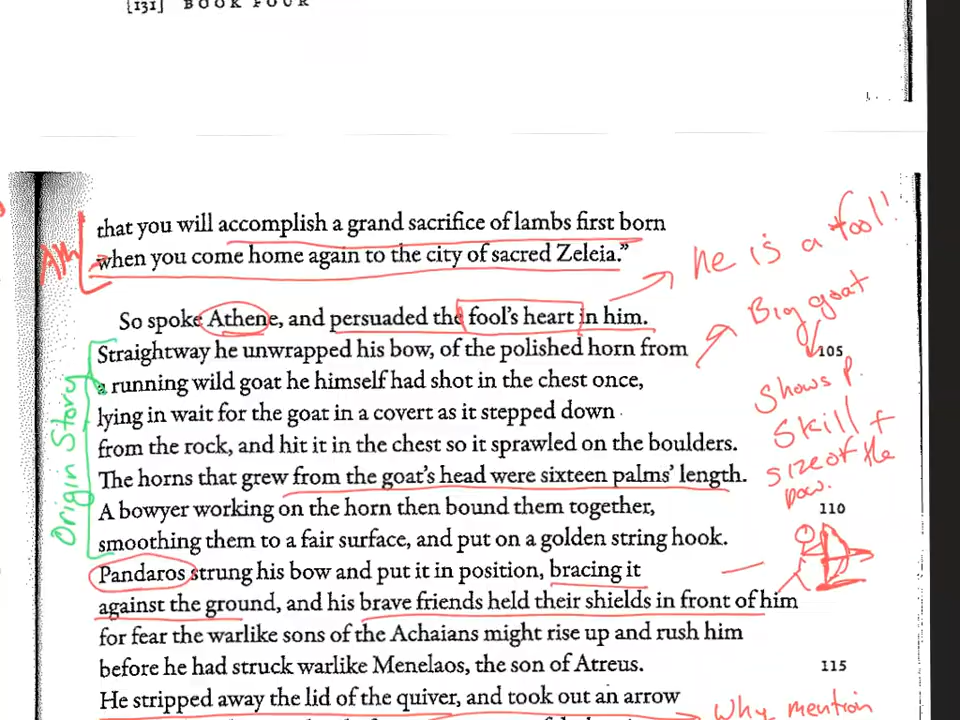 [131] BOOK FOUR
that you will accomplish a grand sacrifice of lambs first born
when you come home again to the city of sacred Zeleia.”
Ath
he is a fool!
So spoke Athene, and persuaded the fool's heart in him.
Big goat
Straightway he unwrapped his bow, of the polished horn from
105
a running wild goat he himself had shot in the chest once,
Shows P.
lying in wait for the goat in a covert as it stepped down
Skill +
from the rock, and hit it in the chest so it sprawled on the boulders.
size of the
The horns that grew from the goat's head were sixteen palms' length.
bow.
Origin Story
A bowyer working on the horn then bound them together,
110
smoothing them to a fair surface, and put on a golden string hook.
Pandaros strung his bow and put it in position, bracing it
against the ground, and his brave friends held their shields in front of him
for fear the warlike sons of the Achaians might rise up and rush him
before he had struck warlike Menelaos, the son of Atreus.
115
He stripped away the lid of the quiver, and took out an arrow
Why mention